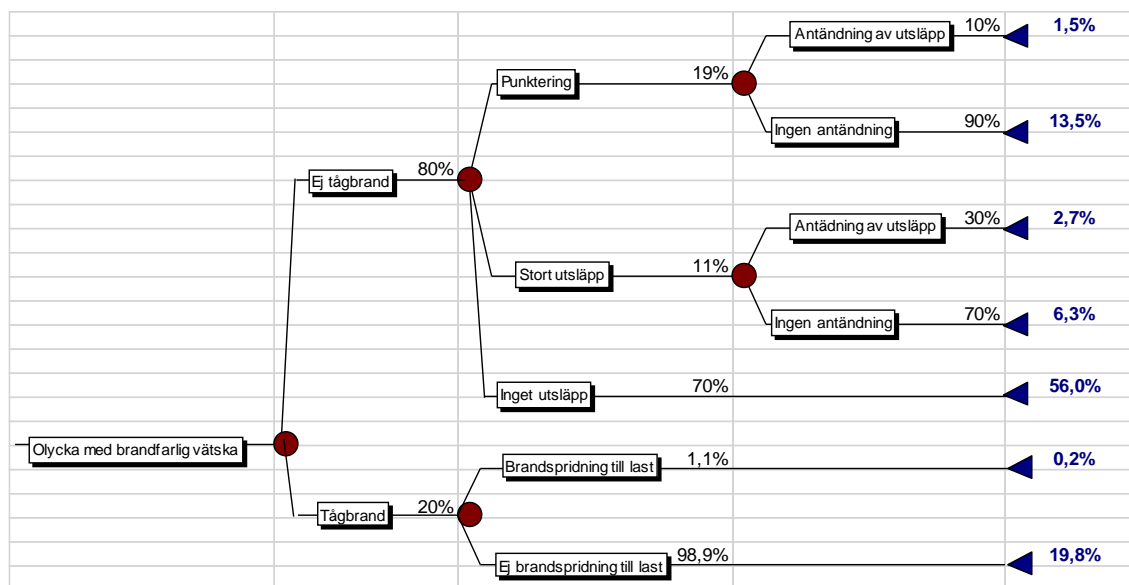 Antändning av utsläpp 10% 1,5%
Punktering 19%
Ingen antändning 90% 13,5%
Ej tågbrand 80%
Antädning av utsläpp 30% 2,7%
Stort utsläpp 11%
Ingen antändning 70% 6,3%
Inget utsläpp 70% 56,0%
Olycka med brandfarlig vätska
Brandspridning till last 1,1% 0,2%
Tågbrand 20%
Ej brandspridning till last 98,9% 19,8%